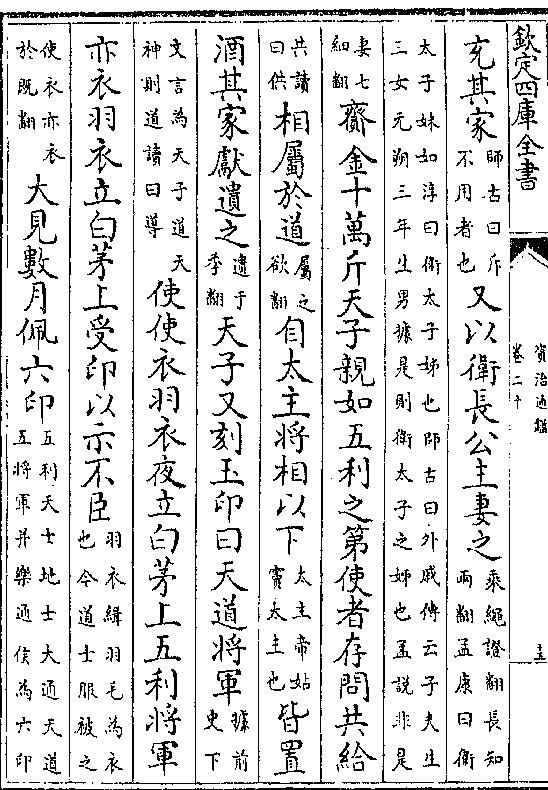 欽定四庫全書
資治通鑑
卷二十
十五
充其家師古曰斥不用者也又以衛長公主妻之乘繩證翻長知兩翻孟康曰衛
太子妹如淳曰衛太子姊也師古曰外戚傳云子夫生三女元朔三年生男據是則衛太子之姊也孟說非是
妻七細翻齎金十萬斤天子親如五利之第使者存問共給
共讀曰供相屬於道屬之欲翻自太主將相以下太主帝姑竇太主也皆置
酒其家獻遺之遺于季翻天子又刻玉印曰天道將軍據前史下
文言為天子道天神則道讀曰導使使衣羽衣夜立白茅上五利將軍
亦衣羽衣立白茅上受印以示不臣羽衣緝羽毛為衣也今道士服被之
使衣亦衣於既翻大見數月佩六印五利天士地士大通天道五將軍并樂通侯為六印